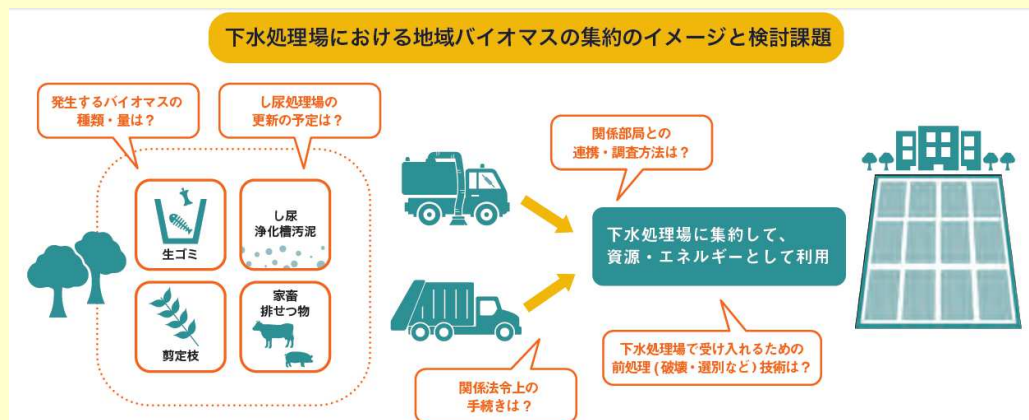 下水処理場における地域バイオマスの集約のイメージと検討課題
発生するバイオマスの
種類・量は？
し尿処理場の
更新の予定は？
関係部局との
連携・調査方法は？
生ゴミ
し尿
浄化槽汚泥
剪定枝
家畜
排せつ物
下水処理場に集約して、
資源・エネルギーとして利用
関係法令上の
手続きは？
下水処理場で受け入れるための
前処理(破壊・選別など)技術は？